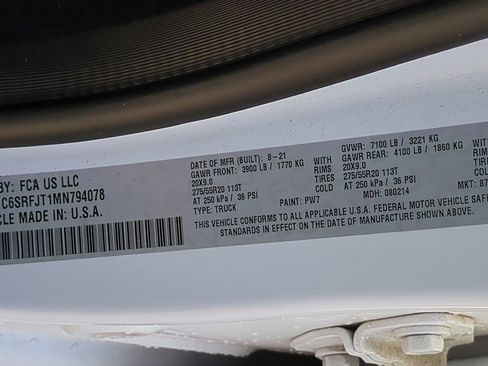 BY: FCA US LLC
C6SRFJT1MN794078
CLE MADE IN U.S.A.
DATE OF MFR (BUILT): 8-21
GAWR FRONT: 3900 LB / 1770 KG WITH
20X9.0 RIMS
275/55R20 113T TIRES
AT 250 kPa / 36 PSI COLD
TYPE: TRUCK PAINT: PW7
GVWR: 7100 LB / 3221 KG
GAWR REAR: 4100 LB / 1860 KG WITH
20X9.0 RIMS
275/55R20 113T TIRES
AT 250 kPa / 36 PSI COLD
MDH: 080214 MKT: 87
THIS VEHICLE CONFORMS TO ALL APPLICABLE U.S.A. FEDERAL MOTOR VEHICLE SAFE
STANDARDS IN EFFECT ON THE DATE OF MANUFACTURE SHOWN ABOVE.